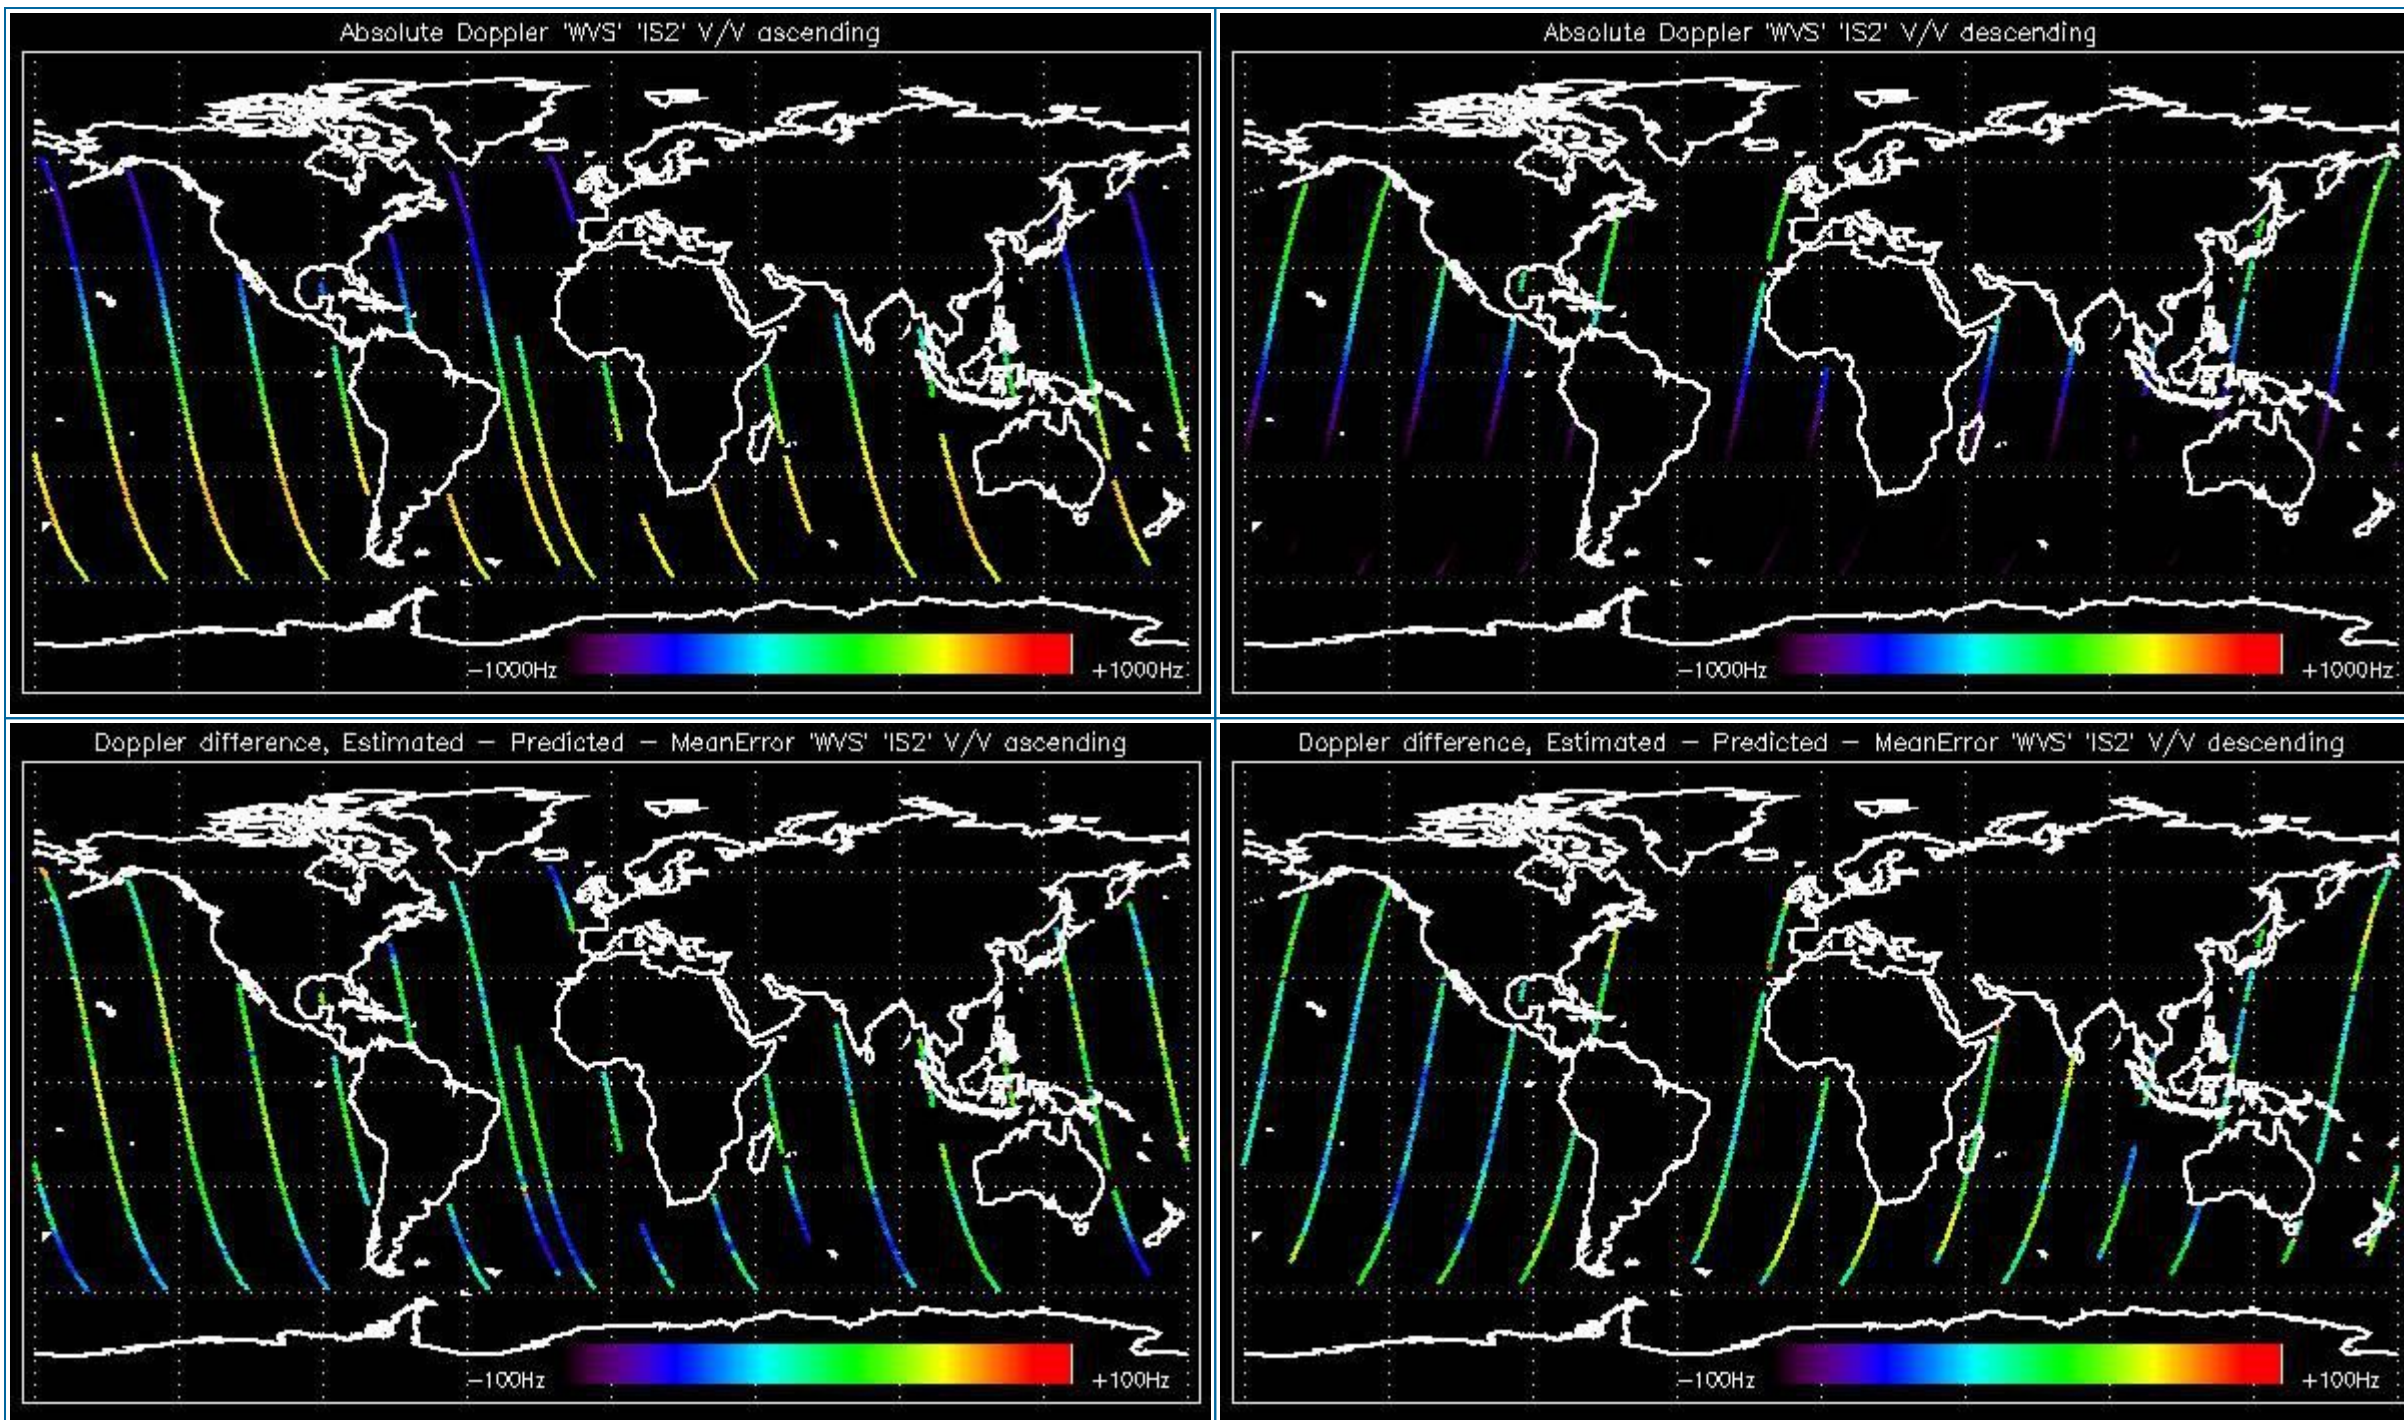 Absolute Doppler 'WVS' 'IS2' V/V ascending
-1000Hz
+1000Hz
Absolute Doppler 'WVS' 'IS2' V/V descending
-1000Hz
+1000Hz
Doppler difference, Estimated - Predicted - MeanError 'WVS' 'IS2' V/V ascending
-100Hz
+100Hz
Doppler difference, Estimated - Predicted - MeanError 'WVS' 'IS2' V/V descending
-100Hz
+100Hz